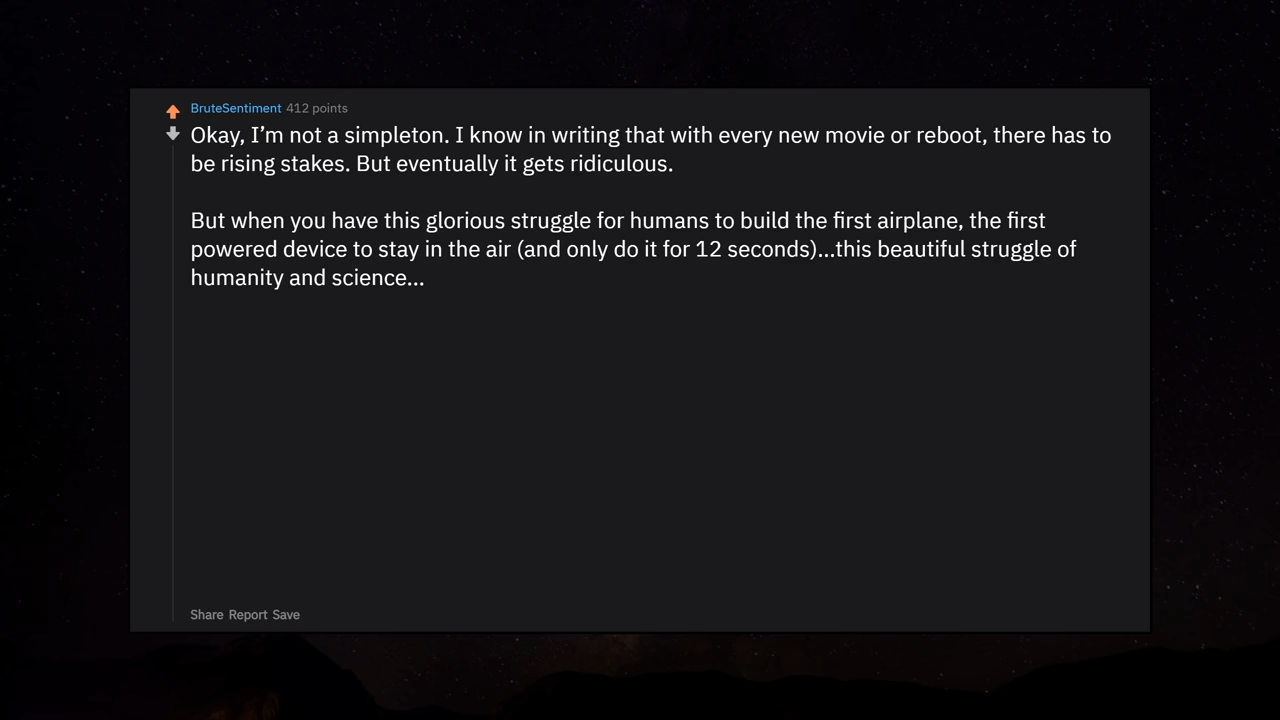 BruteSentiment 412 points
Okay, I’m not a simpleton. I know in writing that with every new movie or reboot, there has to
be rising stakes. But eventually it gets ridiculous.
But when you have this glorious struggle for humans to build the first airplane, the first
powered device to stay in the air (and only do it for 12 seconds)...this beautiful struggle of
humanity and science...
Share Report Save